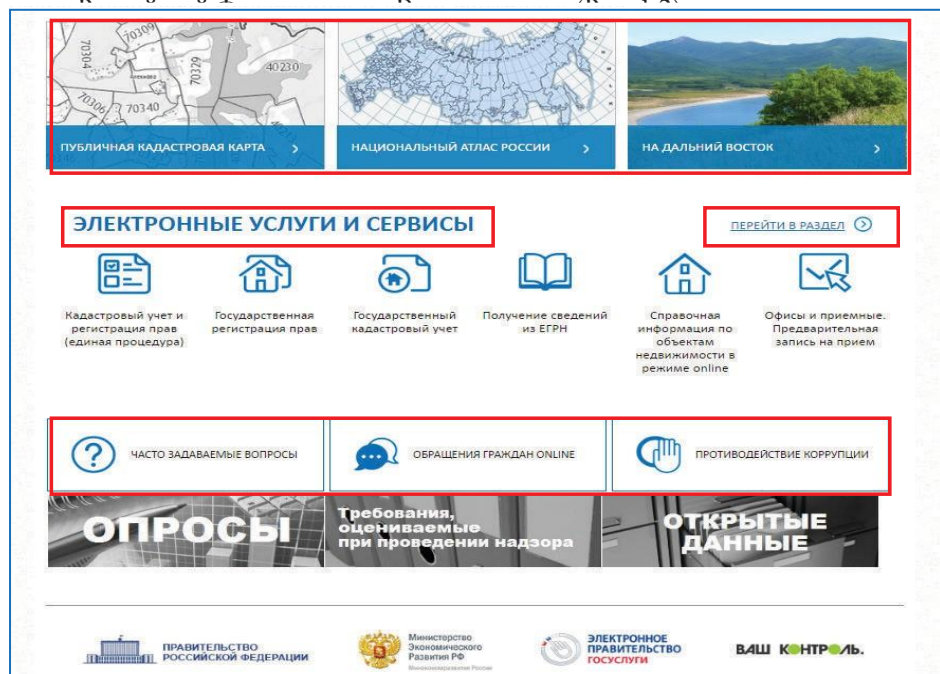 70309
70304
70329
40230
70306
70340
ПУБЛИЧНАЯ КАДАСТРОВАЯ КАРТА >
НАЦИОНАЛЬНЫЙ АТЛАС РОССИИ >
НА ДАЛЬНИЙ ВОСТОК >
ЭЛЕКТРОННЫЕ УСЛУГИ И СЕРВИСЫ
ПЕРЕЙТИ В РАЗДЕЛ
Кадастровый учет и
регистрация прав
(единая процедура)
Государственная
регистрация прав
Государственный
кадастровый учет
Получение сведений
из ЕГРН
Справочная
информация по
объектам
недвижимости в
режиме online
Офисы и приемные.
Предварительная
запись на прием
ЧАСТО ЗАДАВАЕМЫЕ ВОПРОСЫ
ОБРАЩЕНИЯ ГРАЖДАН ONLINE
ПРОТИВОДЕЙСТВИЕ КОРРУПЦИИ
ОПРОСЫ
Требования,
оцениваемые
при проведении надзора
ОТКРЫТЫЕ
ДАННЫЕ
ПРАВИТЕЛЬСТВО
РОССИЙСКОЙ ФЕДЕРАЦИИ
Министерство
Экономического
Развития РФ
Минэкономразвития России
ЭЛЕКТРОННОЕ
ПРАВИТЕЛЬСТВО
ГОСУСЛУГИ
ВАШ КОНТРОЛЬ.